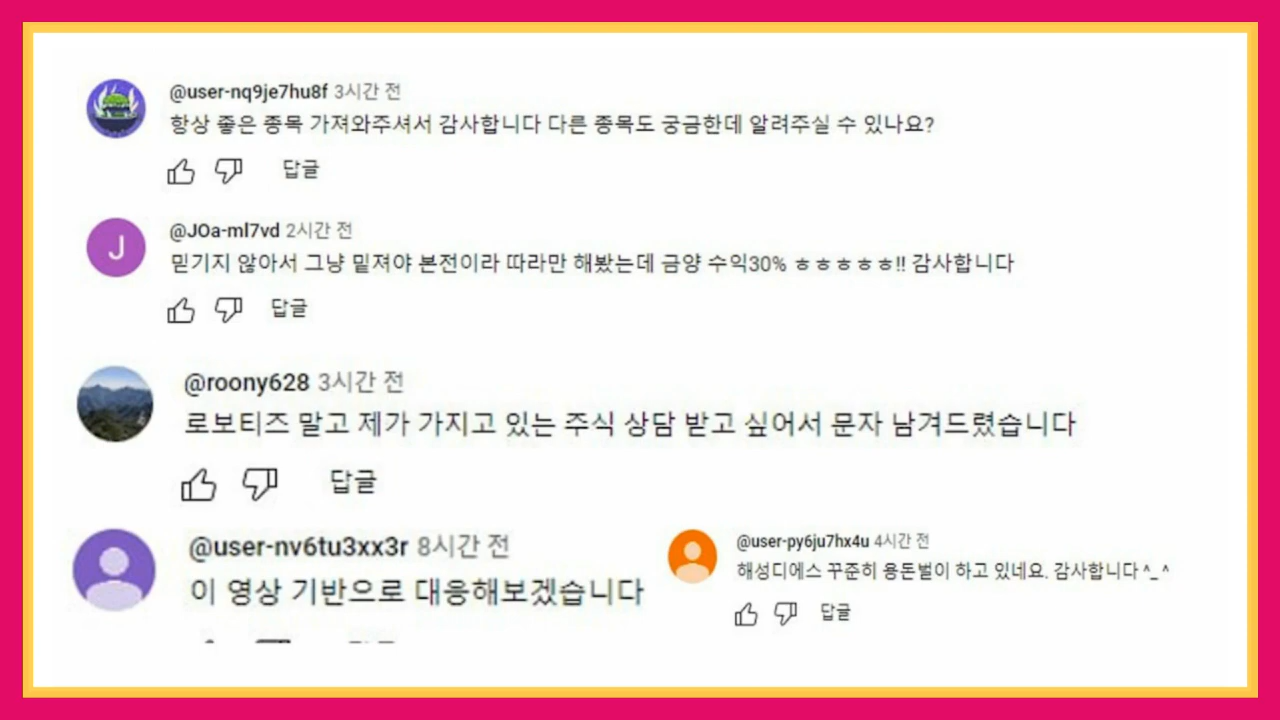 @user-nq9je7hu8f 3시간 전
항상 좋은 종목 가져와주셔서 감사합니다 다른 종목도 궁금한데 알려주실 수 있나요?
답글
J
@JOa-ml7vd 2시간 전
믿기지 않아서 그냥 밑져야 본전이라 따라만 해봤는데 금양 수익30% ㅎㅎㅎㅎㅎ!! 감사합니다
답글
@roony628 3시간 전
로보티즈 말고 제가 가지고 있는 주식 상담 받고 싶어서 문자 남겨드렸습니다
답글
@user-nv6tu3xx3r 8시간 전
이 영상 기반으로 대응해보겠습니다
@user-py6ju7hx4u 4시간 전
해성디에스 꾸준히 용돈벌이 하고 있네요. 감사합니다 ^_^
답글